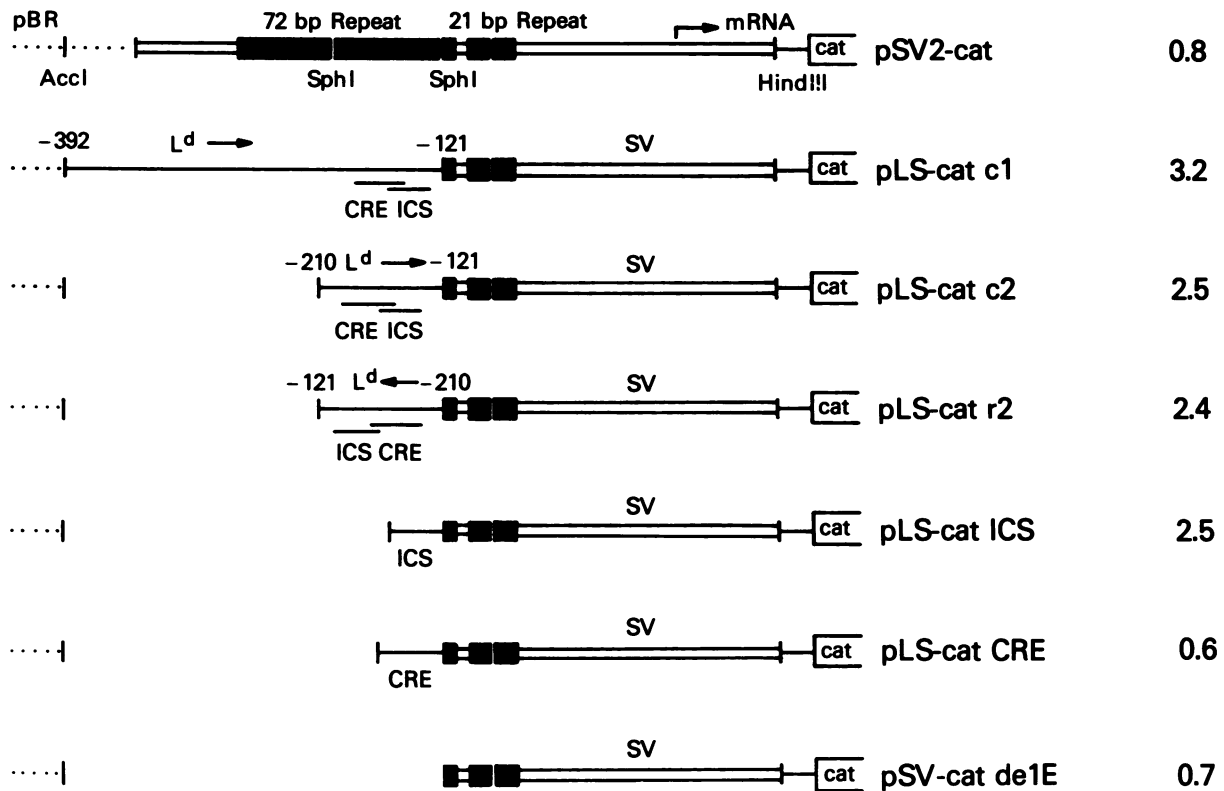 pBR 72 bp Repeat 21 bp Repeat mRNA
cat pSV2-cat 0.8
AccI SphI SphI HindIII
-392 Ld -121 SV
cat pLS-cat c1 3.2
CRE ICS
-210 Ld -121 SV
cat pLS-cat c2 2.5
CRE ICS
-121 Ld -210 SV
cat pLS-cat r2 2.4
ICS CRE
SV
cat pLS-cat ICS 2.5
ICS
SV
cat pLS-cat CRE 0.6
CRE
SV
cat pSV-cat de1E 0.7